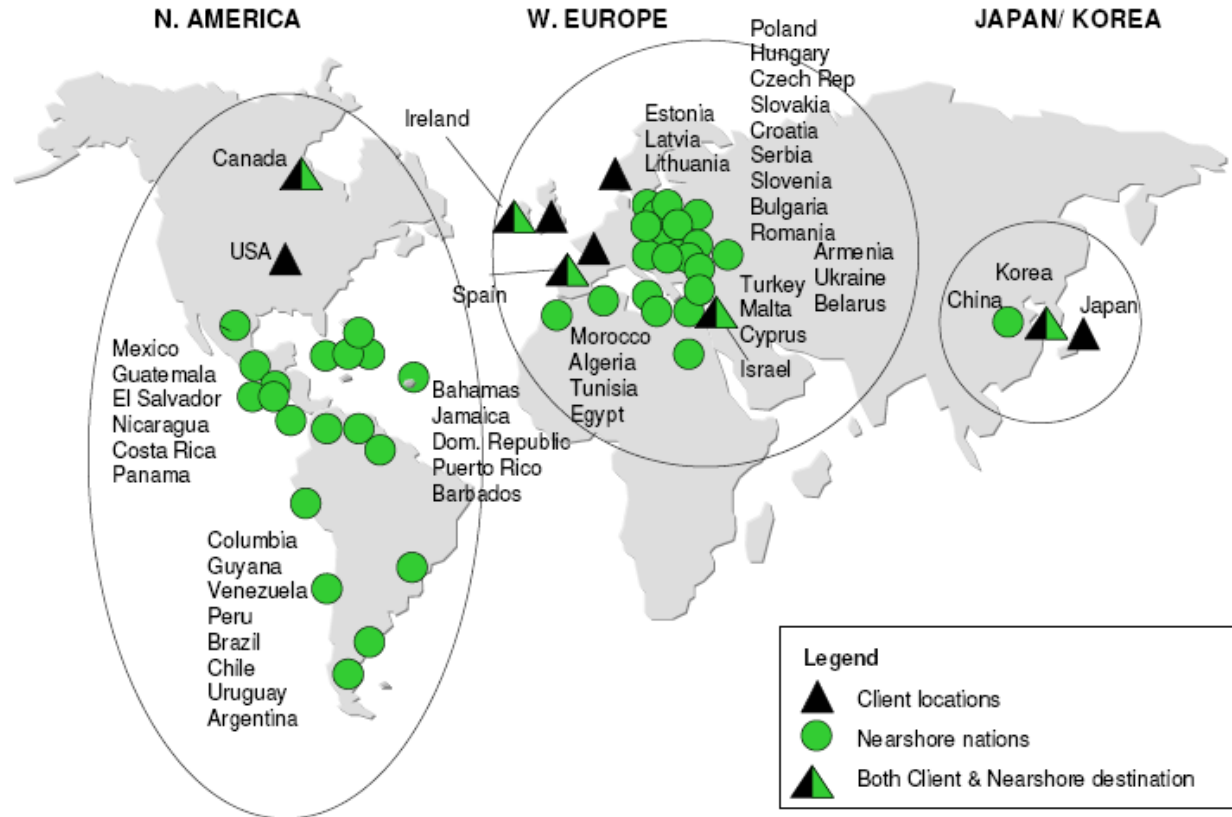 N. AMERICA
W. EUROPE
JAPAN/ KOREA
Canada
USA
Mexico
Guatemala
El Salvador
Nicaragua
Costa Rica
Panama
Bahamas
Jamaica
Dom. Republic
Puerto Rico
Barbados
Columbia
Guyana
Venezuela
Peru
Brazil
Chile
Uruguay
Argentina
Ireland
Spain
Estonia
Latvia
Lithuania
Poland
Hungary
Czech Rep
Slovakia
Croatia
Serbia
Slovenia
Bulgaria
Romania
Armenia
Ukraine
Belarus
Turkey
Malta
Cyprus
Israel
Morocco
Algeria
Tunisia
Egypt
Korea
China
Japan
Legend
Client locations
Nearshore nations
Both Client & Nearshore destination